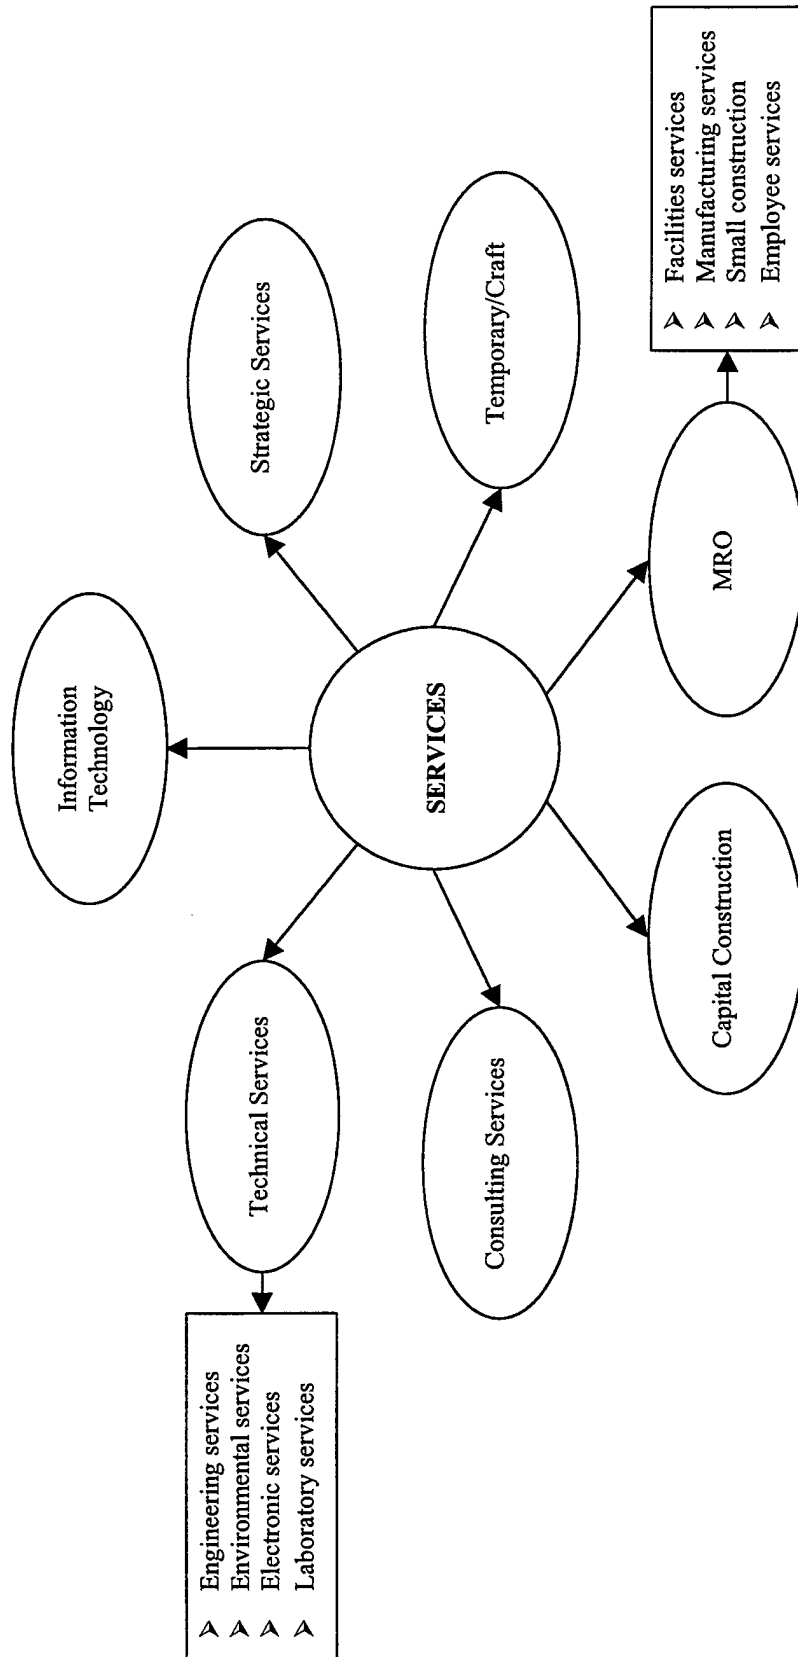 Information
Technology
Technical Services
Strategic Services
➢ Engineering services
➢ Environmental services
➢ Electronic services
➢ Laboratory services
SERVICES
Consulting Services
Temporary/Craft
Capital Construction
MRO
➢ Facilities services
➢ Manufacturing services
➢ Small construction
➢ Employee services